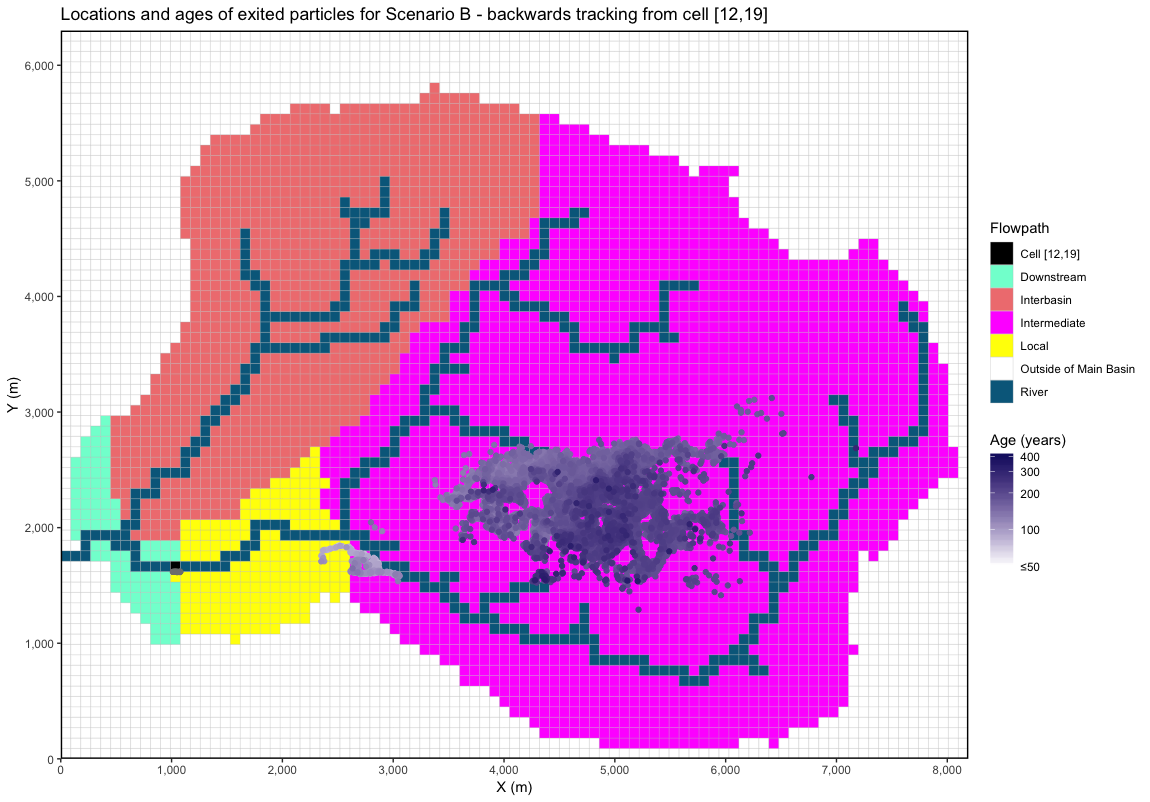 Locations and ages of exited particles for Scenario B - backwards tracking from cell [12,19]
6,000
5,000
4,000
3,000
2,000
1,000
0
Y (m)
0
1,000
2,000
3,000
4,000
5,000
6,000
7,000
8,000
X (m)
Flowpath
Cell [12,19]
Downstream
Interbasin
Intermediate
Local
Outside of Main Basin
River
Age (years)
400
300
200
100
≤50